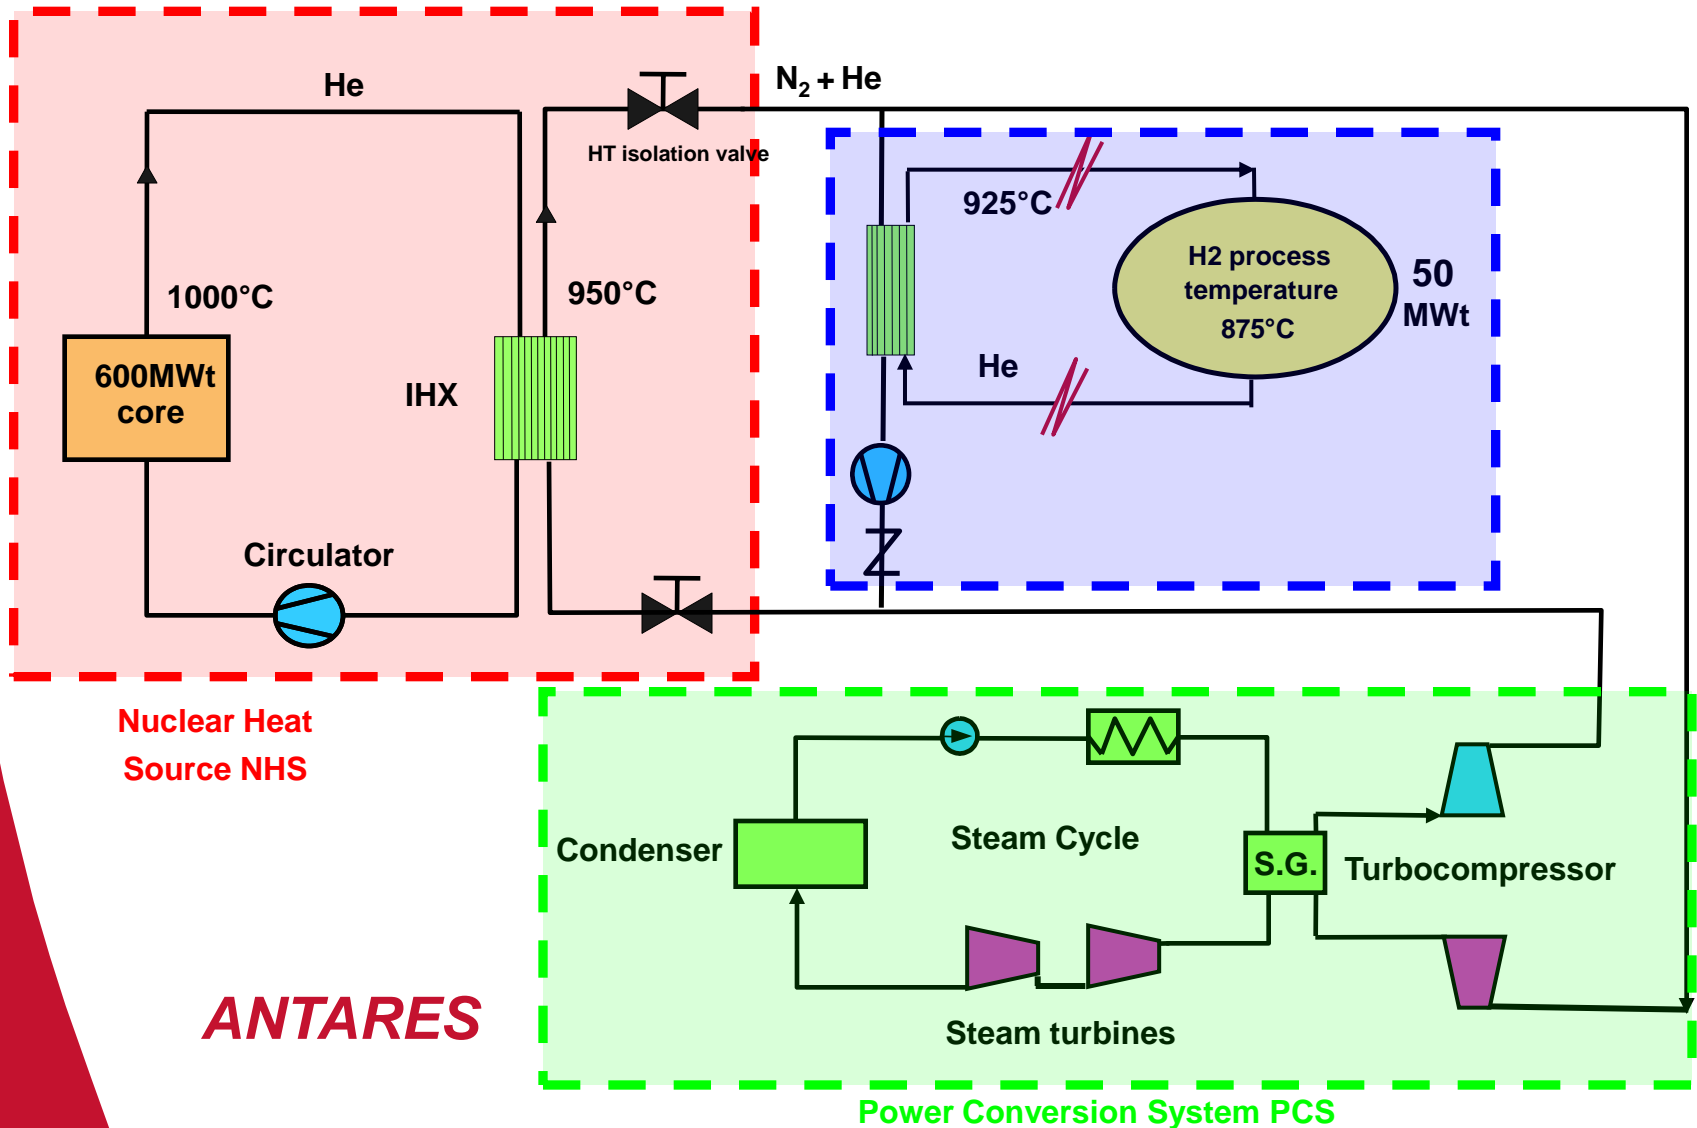 He
N₂ + He
HT isolation valve
925°C
H2 process
temperature
875°C
50
MWt
1000°C
950°C
600MWt
core
IHX
He
Circulator
Nuclear Heat
Source NHS
Condenser
Steam Cycle
S.G.
Turbocompressor
Steam turbines
ANTARES
Power Conversion System PCS